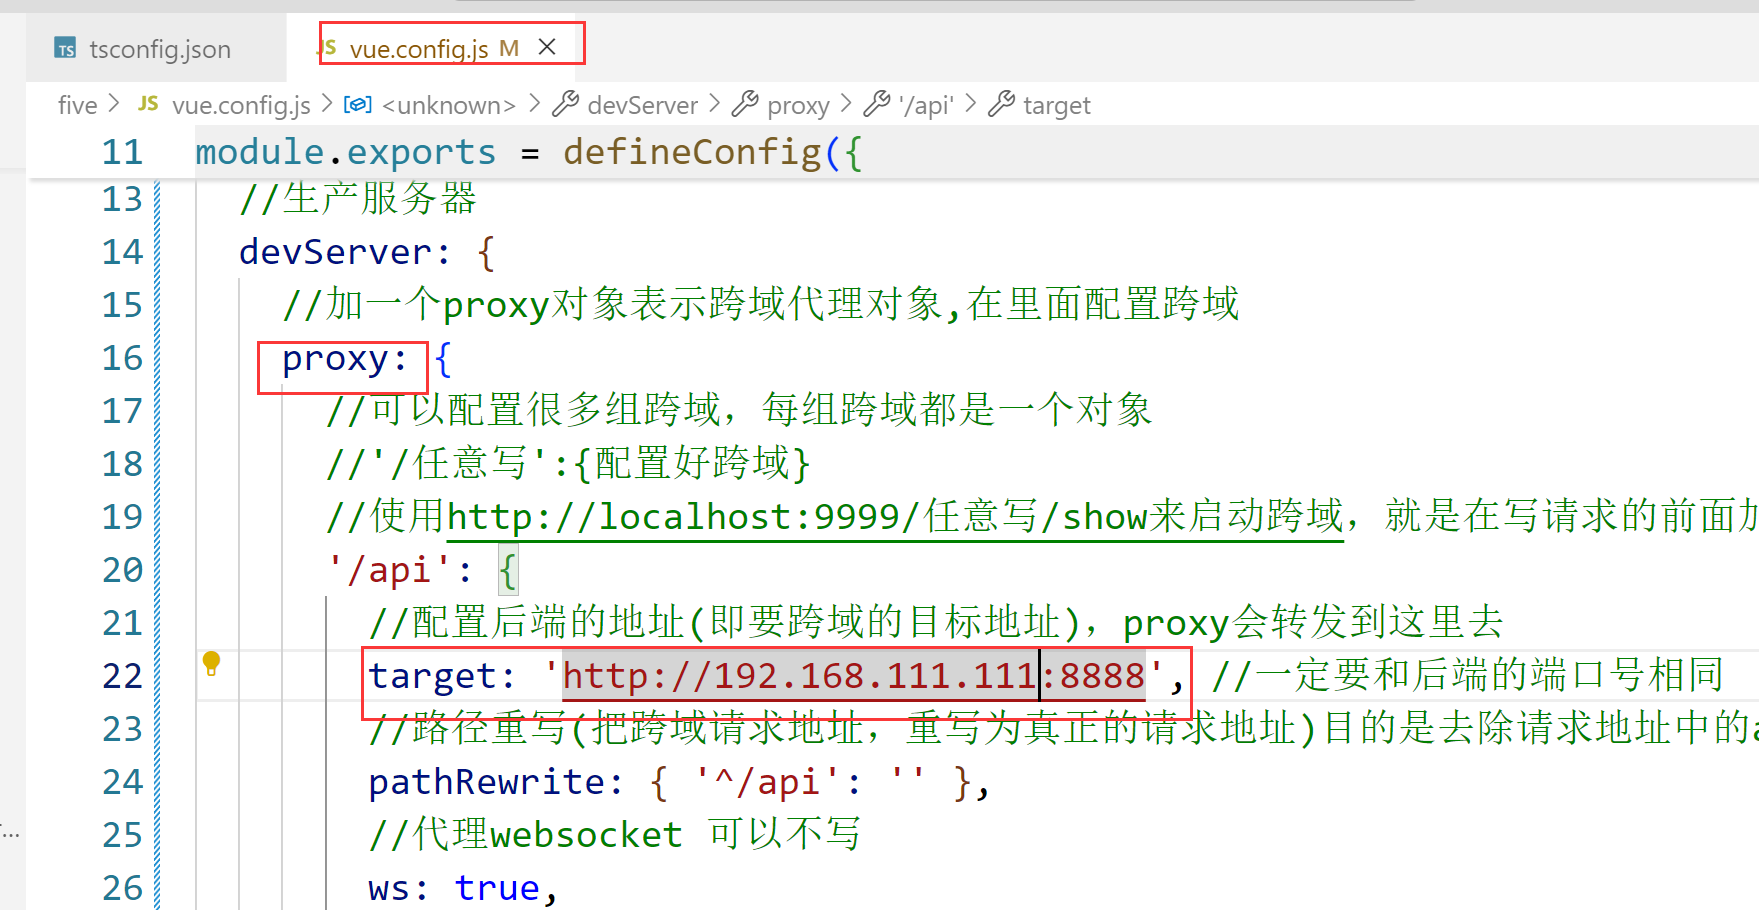 tsconfig.json
JS vue.config.js M
five > JS vue.config.js > <unknown> > devServer > proxy > '/api' > target
11 module.exports = defineConfig({
13 //生产服务器
14 devServer: {
15 //加一个proxy对象表示跨域代理对象,在里面配置跨域
16 proxy: {
17 //可以配置很多组跨域，每组跨域都是一个对象
18 //'/任意写':{配置好跨域}
19 //使用http://localhost:9999/任意写/show来启动跨域，就是在写请求的前面加
20 '/api': {
21 //配置后端的地址(即要跨域的目标地址)，proxy会转发到这里去
22 target: 'http://192.168.111.111:8888', //一定要和后端的端口号相同
23 //路径重写(把跨域请求地址，重写为真正的请求地址)目的是去除请求地址中的a
24 pathRewrite: { '^/api': '' },
25 //代理websocket 可以不写
26 ws: true,